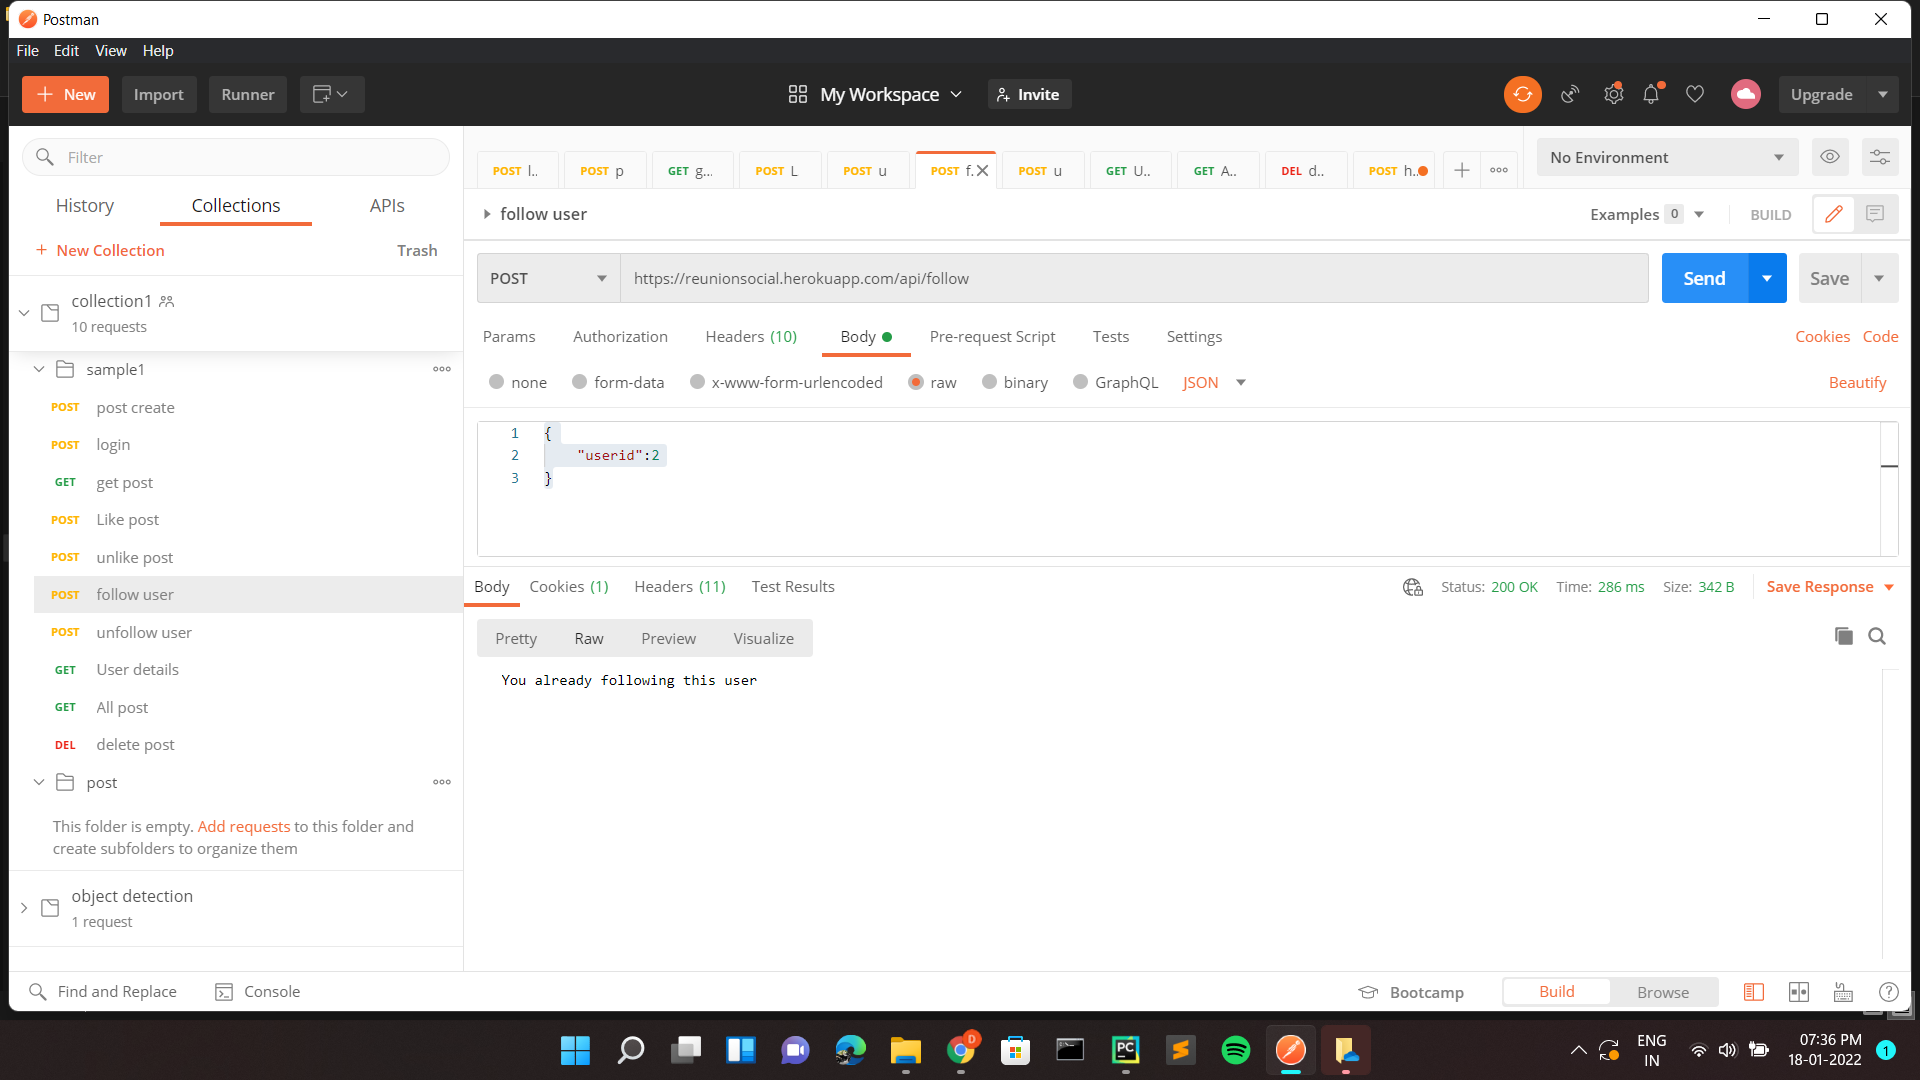 Postman
File Edit View Help
New Import Runner My Workspace Invite Upgrade
Filter
History Collections APIs
New Collection Trash
collection1
10 requests
sample1
POST post create
POST login
GET get post
POST Like post
POST unlike post
POST follow user
POST unfollow user
GET User details
GET All post
DEL delete post
post
This folder is empty. Add requests to this folder and
create subfolders to organize them
object detection
1 request
POST l.. POST p GET g... POST L POST u POST f. POST u GET U.. GET A.. DEL d.. POST h.. No Environment
follow user Examples 0 BUILD
POST https://reunionsocial.herokuapp.com/api/follow Send Save
Params Authorization Headers (10) Body Pre-request Script Tests Settings Cookies Code
none form-data x-www-form-urlencoded raw binary GraphQL JSON Beautify
1 {
2 "userid":2
3 }
Body Cookies (1) Headers (11) Test Results Status: 200 OK Time: 286 ms Size: 342 B Save Response
Pretty Raw Preview Visualize
You already following this user
Find and Replace Console Bootcamp Build Browse
D PC ENG
IN
07:36 PM
18-01-2022
1